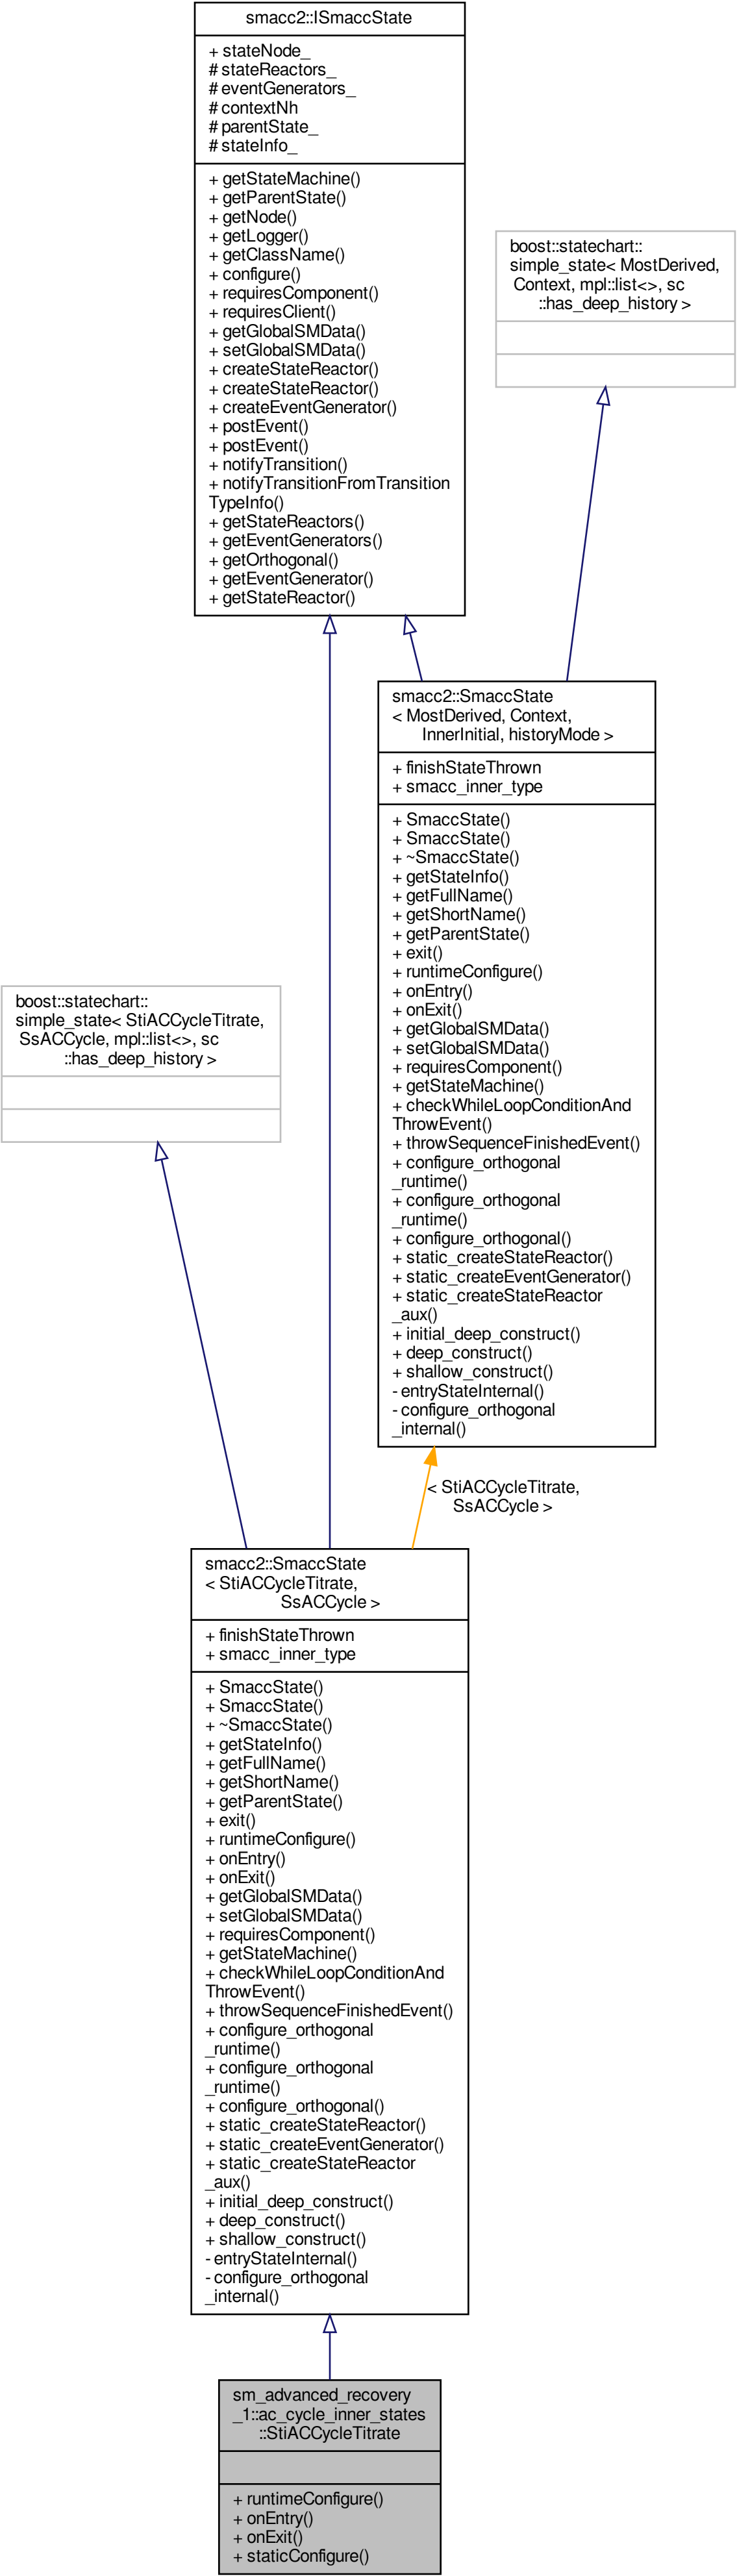 smacc2::ISmaccState
+ stateNode_
# stateReactors_
# eventGenerators_
# contextNh
# parentState_
# stateInfo_
+ getStateMachine()
+ getParentState()
+ getNode()
+ getLogger()
+ getClassName()
+ configure()
+ requiresComponent()
+ requiresClient()
+ getGlobalSMData()
+ setGlobalSMData()
+ createStateReactor()
+ createStateReactor()
+ createEventGenerator()
+ postEvent()
+ postEvent()
+ notifyTransition()
+ notifyTransitionFromTransition
TypeInfo()
+ getStateReactors()
+ getEventGenerators()
+ getOrthogonal()
+ getEventGenerator()
+ getStateReactor()
boost::statechart::
simple_state< MostDerived,
Context, mpl::list<>, sc
::has_deep_history >
smacc2::SmaccState
< MostDerived, Context,
InnerInitial, historyMode >
+ finishStateThrown
+ smacc_inner_type
+ SmaccState()
+ SmaccState()
+ ~SmaccState()
+ getStateInfo()
+ getFullName()
+ getShortName()
+ getParentState()
+ exit()
+ runtimeConfigure()
+ onEntry()
+ onExit()
+ getGlobalSMData()
+ setGlobalSMData()
+ requiresComponent()
+ getStateMachine()
+ checkWhileLoopConditionAnd
ThrowEvent()
+ throwSequenceFinishedEvent()
+ configure_orthogonal
_runtime()
+ configure_orthogonal
_runtime()
+ configure_orthogonal()
+ static_createStateReactor()
+ static_createEventGenerator()
+ static_createStateReactor
_aux()
+ initial_deep_construct()
+ deep_construct()
+ shallow_construct()
- entryStateInternal()
- configure_orthogonal
_internal()
boost::statechart::
simple_state< StiACCycleTitrate,
SsACCycle, mpl::list<>, sc
::has_deep_history >
< StiACCycleTitrate,
SsACCycle >
smacc2::SmaccState
< StiACCycleTitrate,
SsACCycle >
+ finishStateThrown
+ smacc_inner_type
+ SmaccState()
+ SmaccState()
+ ~SmaccState()
+ getStateInfo()
+ getFullName()
+ getShortName()
+ getParentState()
+ exit()
+ runtimeConfigure()
+ onEntry()
+ onExit()
+ getGlobalSMData()
+ setGlobalSMData()
+ requiresComponent()
+ getStateMachine()
+ checkWhileLoopConditionAnd
ThrowEvent()
+ throwSequenceFinishedEvent()
+ configure_orthogonal
_runtime()
+ configure_orthogonal
_runtime()
+ configure_orthogonal()
+ static_createStateReactor()
+ static_createEventGenerator()
+ static_createStateReactor
_aux()
+ initial_deep_construct()
+ deep_construct()
+ shallow_construct()
- entryStateInternal()
- configure_orthogonal
_internal()
sm_advanced_recovery
_1::ac_cycle_inner_states
::StiACCycleTitrate
+ runtimeConfigure()
+ onEntry()
+ onExit()
+ staticConfigure()